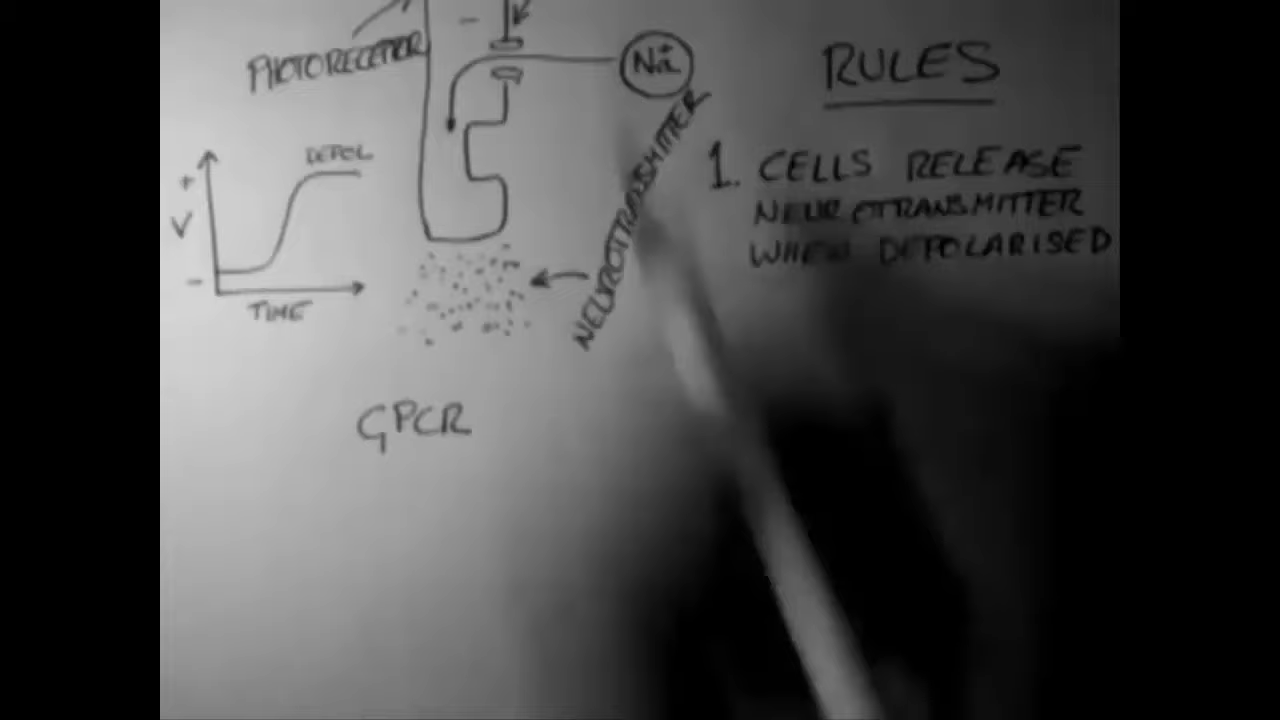 PHOTORECEPTOR
−
Na+
RULES
DEPOL
+
V
−
TIME
NEUROTRANSMITTER
1. CELLS RELEASE
NEUROTRANSMITTER
WHEN DEPOLARISED
GPCR